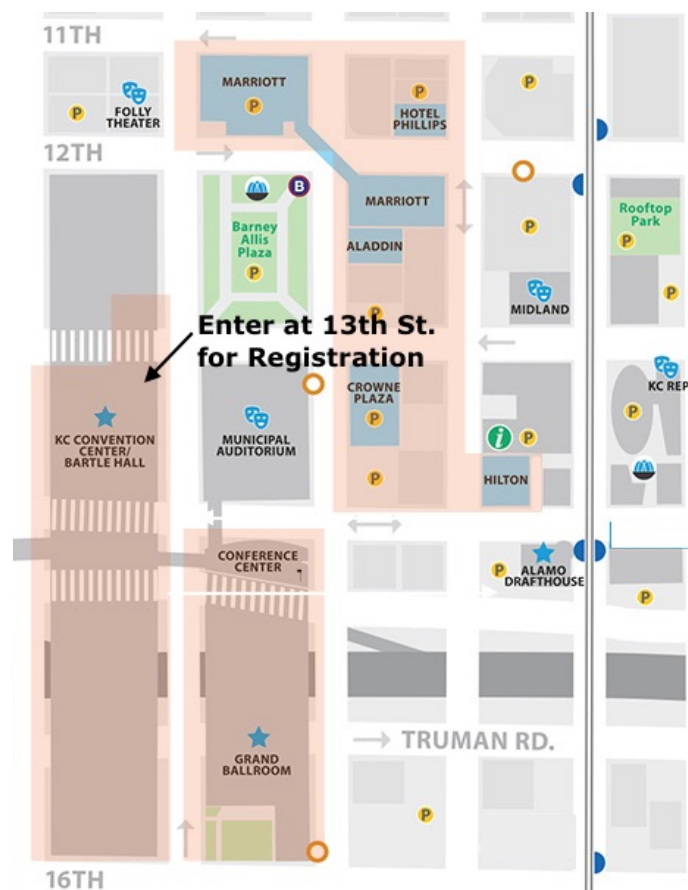 11TH
MARRIOTT
P
P
FOLLY
THEATER
P
HOTEL
PHILLIPS
P
12TH
B
MARRIOTT
Barney
Allis
Plaza
P
ALADDIN
P
Rooftop
Park
P
P
MIDLAND
P
Enter at 13th St.
for Registration
KC REP
CROWNE
PLAZA
P
P
KC CONVENTION
CENTER/
BARTLE HALL
MUNICIPAL
AUDITORIUM
i
P
P
HILTON
CONFERENCE
CENTER
P
ALAMO
DRAFTHOUSE
P
TRUMAN RD.
GRAND
BALLROOM
P
16TH